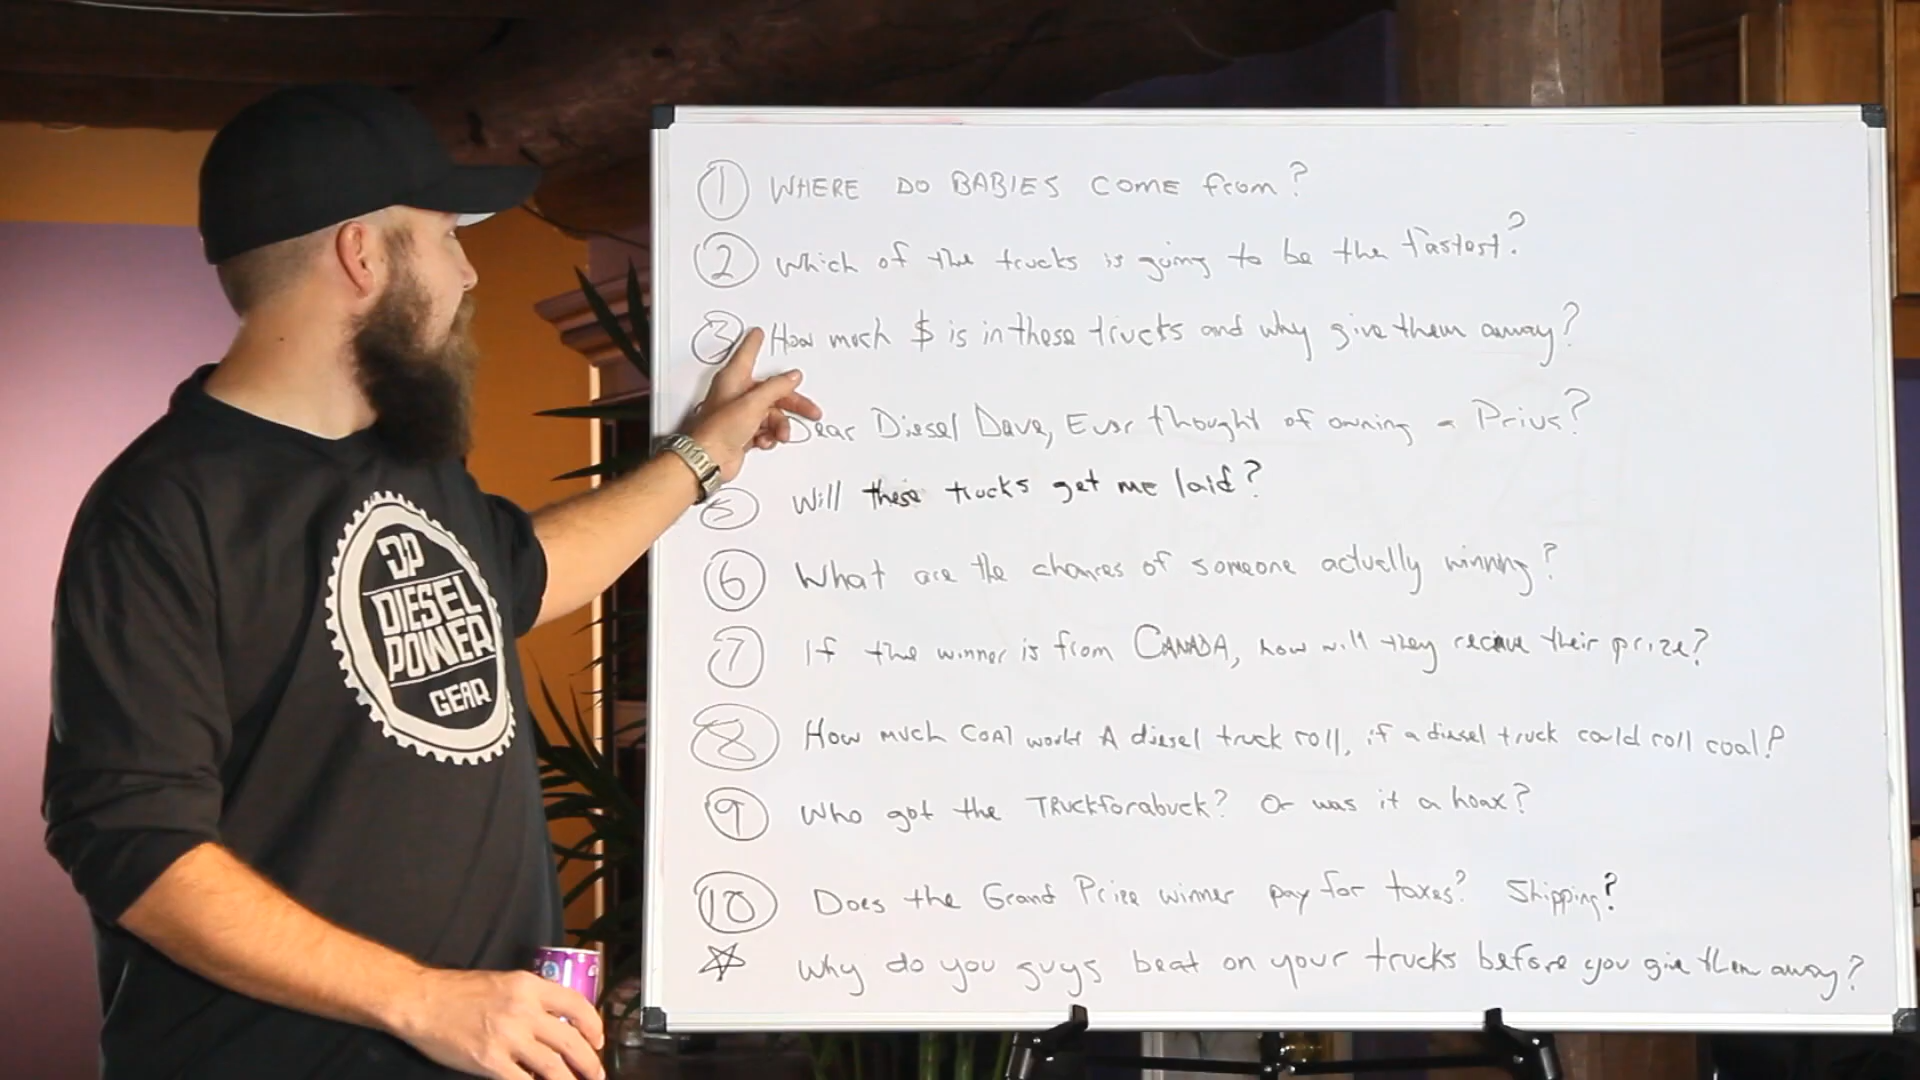 1 WHERE DO BABIES COME from?
2 Which of the trucks is going to be the fastest?
3 How much $ is in these trucks and why give them away?
Dear Diesel Dave, Ever thought of owning a Prius?
5 Will these trucks get me laid?
6 What are the chances of someone actually winning?
7 If the winner is from CANADA, how will they receive their prize?
8 How much COAl would A diesel truck roll, if a diesel truck could roll coal?
9 Who got the TRuckforabuck? Or was it a hoax?
10 Does the Grand Prize winner pay for taxes? Shipping?
Why do you guys beat on your trucks before you give them away?
DP
DIESEL
POWER
GEAR